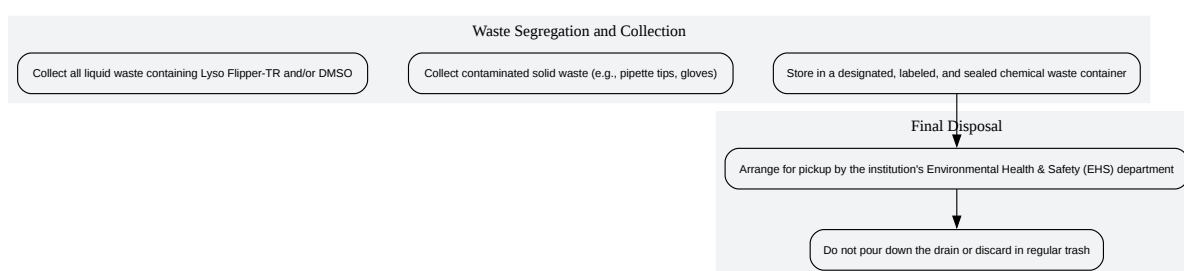 Waste Segregation and Collection
Collect all liquid waste containing Lyso Flipper-TR and/or DMSO
Collect contaminated solid waste (e.g., pipette tips, gloves)
Store in a designated, labeled, and sealed chemical waste container
Final Disposal
Arrange for pickup by the institution's Environmental Health & Safety (EHS) department
Do not pour down the drain or discard in regular trash